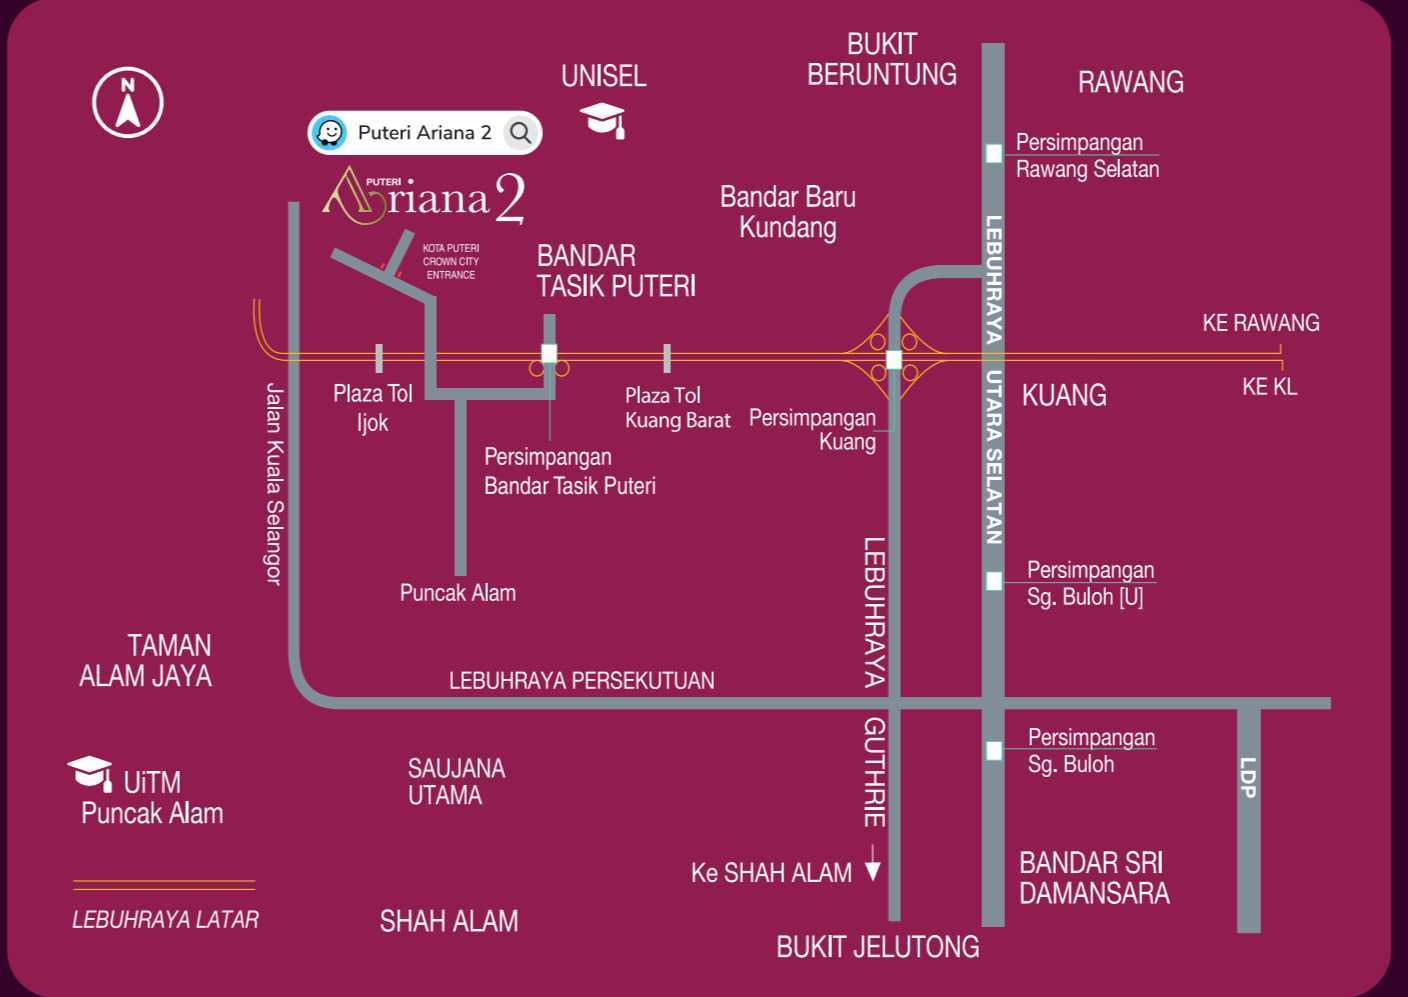 N
UNISEL
BUKIT
BERUNTUNG
RAWANG
Puteri Ariana 2
PUTERI
Ariana 2
KOTA PUTERI
CROWN CITY
ENTRANCE
Persimpangan
Rawang Selatan
Bandar Baru
Kundang
BANDAR
TASIK PUTERI
LEBUHRAYA UTARA SELATAN
KE RAWANG
KE KL
KUANG
Plaza Tol
Ijok
Plaza Tol
Kuang Barat
Persimpangan
Kuang
Jalan Kuala Selangor
Persimpangan
Bandar Tasik Puteri
Puncak Alam
LEBUHRAYA GUTHRIE
Persimpangan
Sg. Buloh [U]
TAMAN
ALAM JAYA
LEBUHRAYA PERSEKUTUAN
Persimpangan
Sg. Buloh
LDP
UiTM
Puncak Alam
SAUJANA
UTAMA
Ke SHAH ALAM
BANDAR SRI
DAMANSARA
LEBUHRAYA LATAR
SHAH ALAM
BUKIT JELUTONG